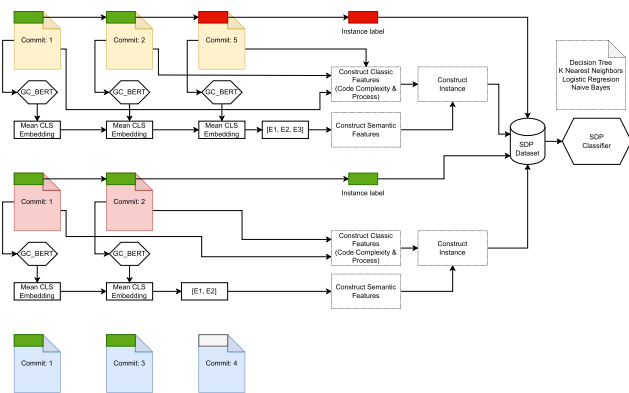 Commit: 1
Commit: 2
Commit: 5
Instance label
GC_BERT
GC_BERT
GC_BERT
Construct Classic
Features
(Code Complexity &
Process)
Construct
Instance
Decision Tree
K Nearest Neighbors
Logistic Regresion
Naive Bayes
Mean CLS
Embedding
Mean CLS
Embedding
Mean CLS
Embedding
[E1, E2, E3]
Construct Semantic
Features
SDP
Dataset
SDP
Classifier
Commit: 1
Commit: 2
Instance label
GC_BERT
GC_BERT
Construct Classic
Features
(Code Complexity &
Process)
Construct
Instance
Mean CLS
Embedding
Mean CLS
Embedding
[E1, E2]
Construct Semantic
Features
Commit: 1
Commit: 3
Commit: 4